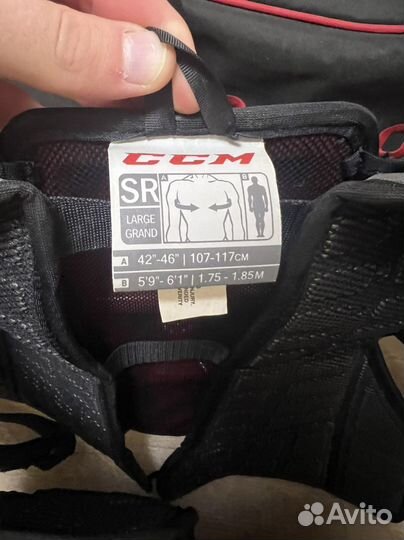 CCM
SR
LARGE
GRAND
A
B
A 42"-46" | 107-117CM
B 5'9"- 6'1" | 1.75 - 1.85M
Avito